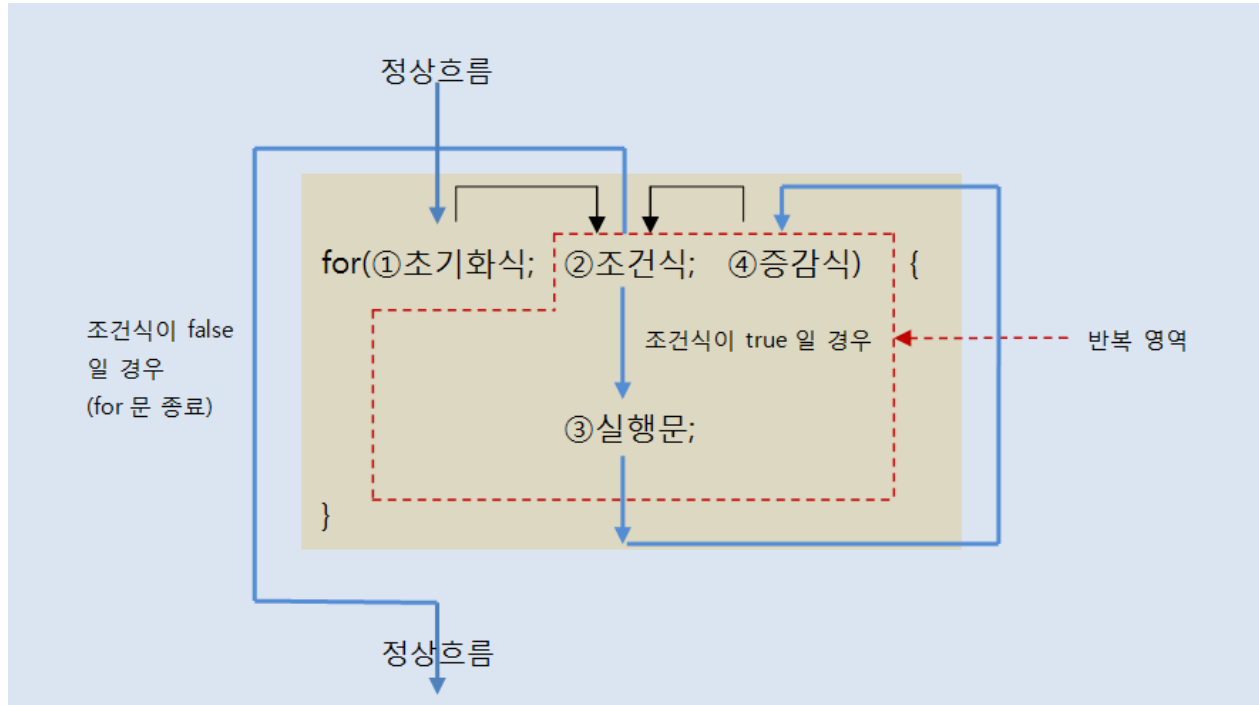 정상흐름
for(①초기화식; ②조건식; ④증감식) {
조건식이 false
일 경우
(for 문 종료)
조건식이 true 일 경우
반복 영역
③실행문;
}
정상흐름